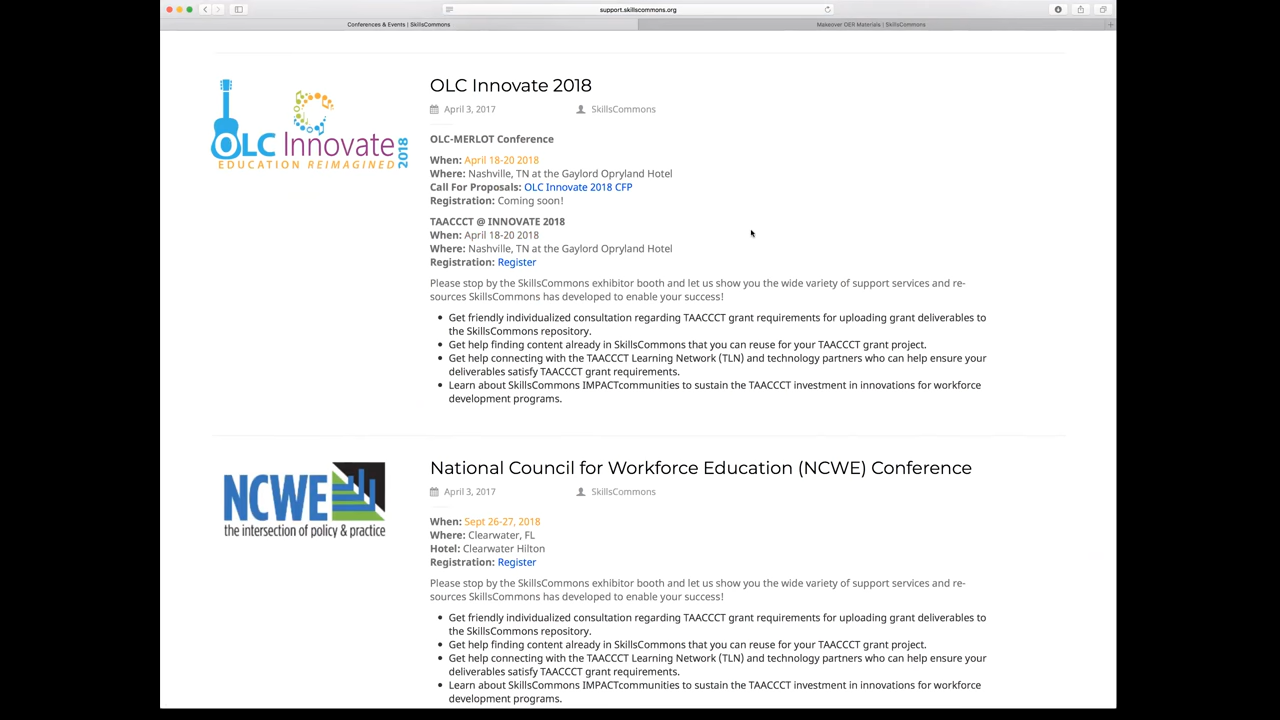 support.skillscommons.org
Conferences & Events | SkillsCommons
Makeover OER Materials | SkillsCommons
OLC Innovate 2018
EDUCATION REIMAGINED
OLC Innovate 2018
April 3, 2017 SkillsCommons
OLC-MERLOT Conference
When: April 18-20 2018
Where: Nashville, TN at the Gaylord Opryland Hotel
Call For Proposals: OLC Innovate 2018 CFP
Registration: Coming soon!
TAACCCT @ INNOVATE 2018
When: April 18-20 2018
Where: Nashville, TN at the Gaylord Opryland Hotel
Registration: Register
Please stop by the SkillsCommons exhibitor booth and let us show you the wide variety of support services and re-
sources SkillsCommons has developed to enable your success!
• Get friendly individualized consultation regarding TAACCCT grant requirements for uploading grant deliverables to
the SkillsCommons repository.
• Get help finding content already in SkillsCommons that you can reuse for your TAACCCT grant project.
• Get help connecting with the TAACCCT Learning Network (TLN) and technology partners who can help ensure your
deliverables satisfy TAACCCT grant requirements.
• Learn about SkillsCommons IMPACTcommunities to sustain the TAACCCT investment in innovations for workforce
development programs.
NCWE
the intersection of policy & practice
National Council for Workforce Education (NCWE) Conference
April 3, 2017 SkillsCommons
When: Sept 26-27, 2018
Where: Clearwater, FL
Hotel: Clearwater Hilton
Registration: Register
Please stop by the SkillsCommons exhibitor booth and let us show you the wide variety of support services and re-
sources SkillsCommons has developed to enable your success!
• Get friendly individualized consultation regarding TAACCCT grant requirements for uploading grant deliverables to
the SkillsCommons repository.
• Get help finding content already in SkillsCommons that you can reuse for your TAACCCT grant project.
• Get help connecting with the TAACCCT Learning Network (TLN) and technology partners who can help ensure your
deliverables satisfy TAACCCT grant requirements.
• Learn about SkillsCommons IMPACTcommunities to sustain the TAACCCT investment in innovations for workforce
development programs.